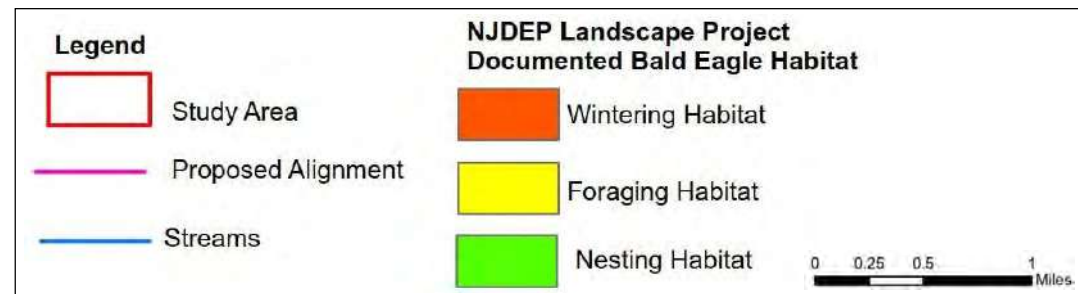 Legend
Study Area
Proposed Alignment
Streams
NJDEP Landscape Project
Documented Bald Eagle Habitat
Wintering Habitat
Foraging Habitat
Nesting Habitat
0 0.25 0.5 1
Miles